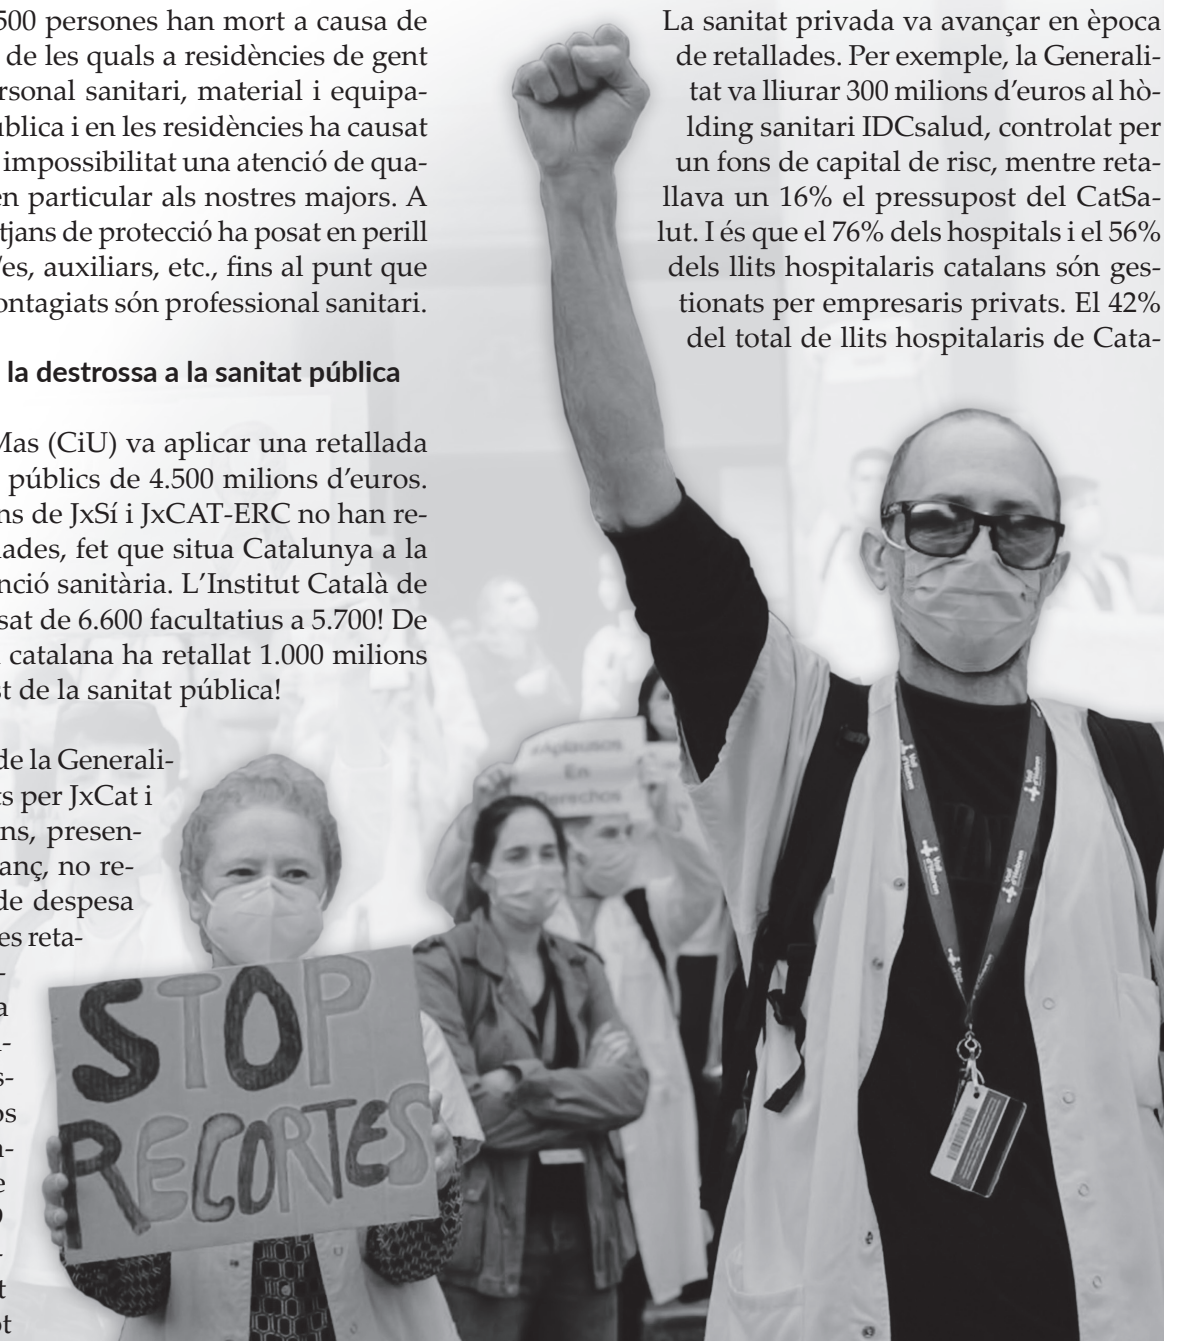 500 persones han mort a causa de
de les quals a residències de gent
rsonal sanitari, material i equipa-
ública i en les residències ha causat
impossibilitat una atenció de qua-
en particular als nostres majors. A
tjans de protecció ha posat en perill
/es, auxiliars, etc., fins al punt que
ontagiats són professional sanitari.
la destrossa a la sanitat pública
Mas (CiU) va aplicar una retallada
públics de 4.500 milions d’euros.
ns de JxSí i JxCAT-ERC no han re-
lades, fet que situa Catalunya a la
nció sanitària. L’Institut Català de
sat de 6.600 facultatius a 5.700! De
catalana ha retallat 1.000 milions
st de la sanitat pública!
de la Generali-
ts per JxCat i
ns, presen-
anç, no re-
de despesa
es reta-
La sanitat privada va avançar en època
de retallades. Per exemple, la Generali-
tat va lliurar 300 milions d’euros al hò-
lding sanitari IDCsalud, controlat per
un fons de capital de risc, mentre reta-
llava un 16% el pressupost del CatSa-
lut. I és que el 76% dels hospitals i el 56%
dels llits hospitalaris catalans són ges-
tionats per empresaris privats. El 42%
del total de llits hospitalaris de Cata-
#Aplausos
En
Derechos
STOP
RECORTES
Vall
d'Hebron